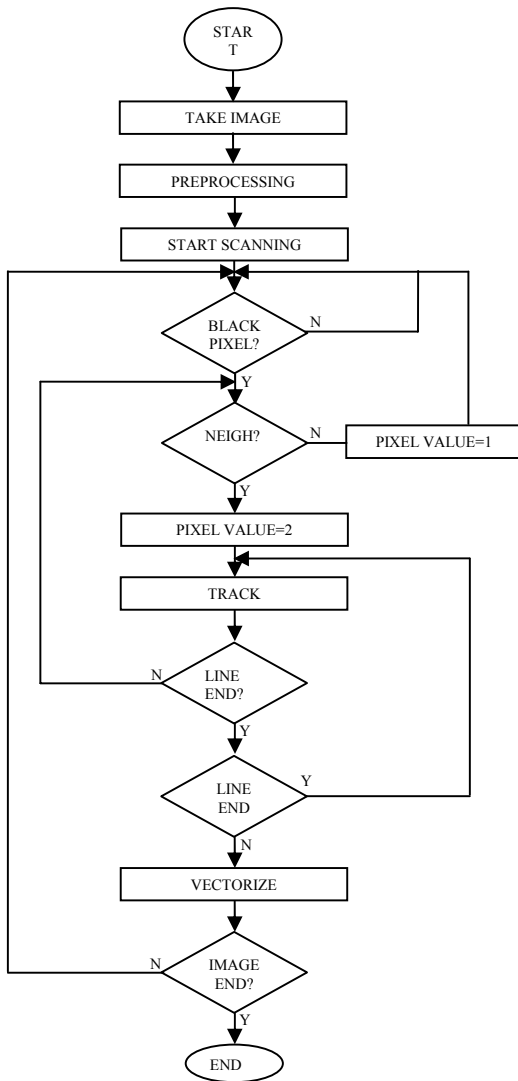 STAR
T
TAKE IMAGE
PREPROCESSING
START SCANNING
BLACK
PIXEL?
N
Y
NEIGH?
N
PIXEL VALUE=1
Y
PIXEL VALUE=2
TRACK
N
LINE
END?
Y
LINE
END
Y
N
VECTORIZE
N
IMAGE
END?
Y
END